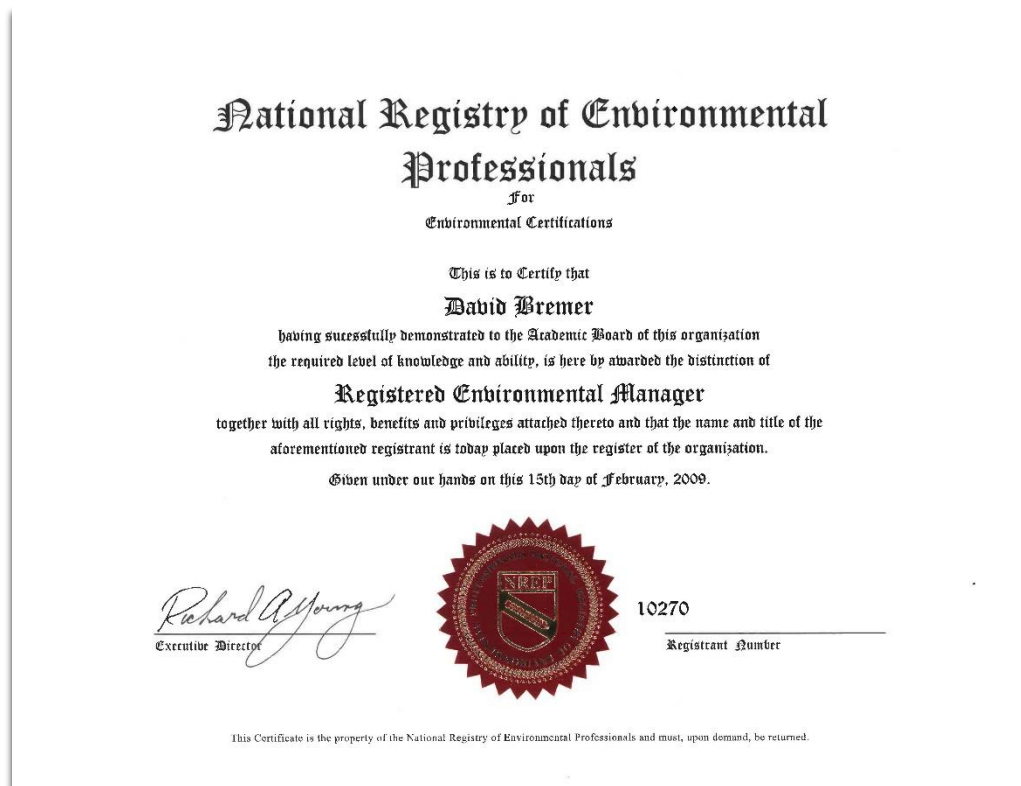 National Registry of Environmental
Professionals
For
Environmental Certifications
This is to Certify that
David Bremer
having sucessfully demonstrated to the Academic Board of this organization
the required level of knowledge and ability, is here by awarded the distinction of
Registered Environmental Manager
together with all rights, benefits and privileges attached thereto and that the name and title of the
aforementioned registrant is today placed upon the register of the organization.
Given under our hands on this 15th day of February, 2009.
NREP
Richard A Young
10270
Executive Director
Registrant Number
This Certificate is the property of the National Registry of Environmental Professionals and must, upon demand, be returned.